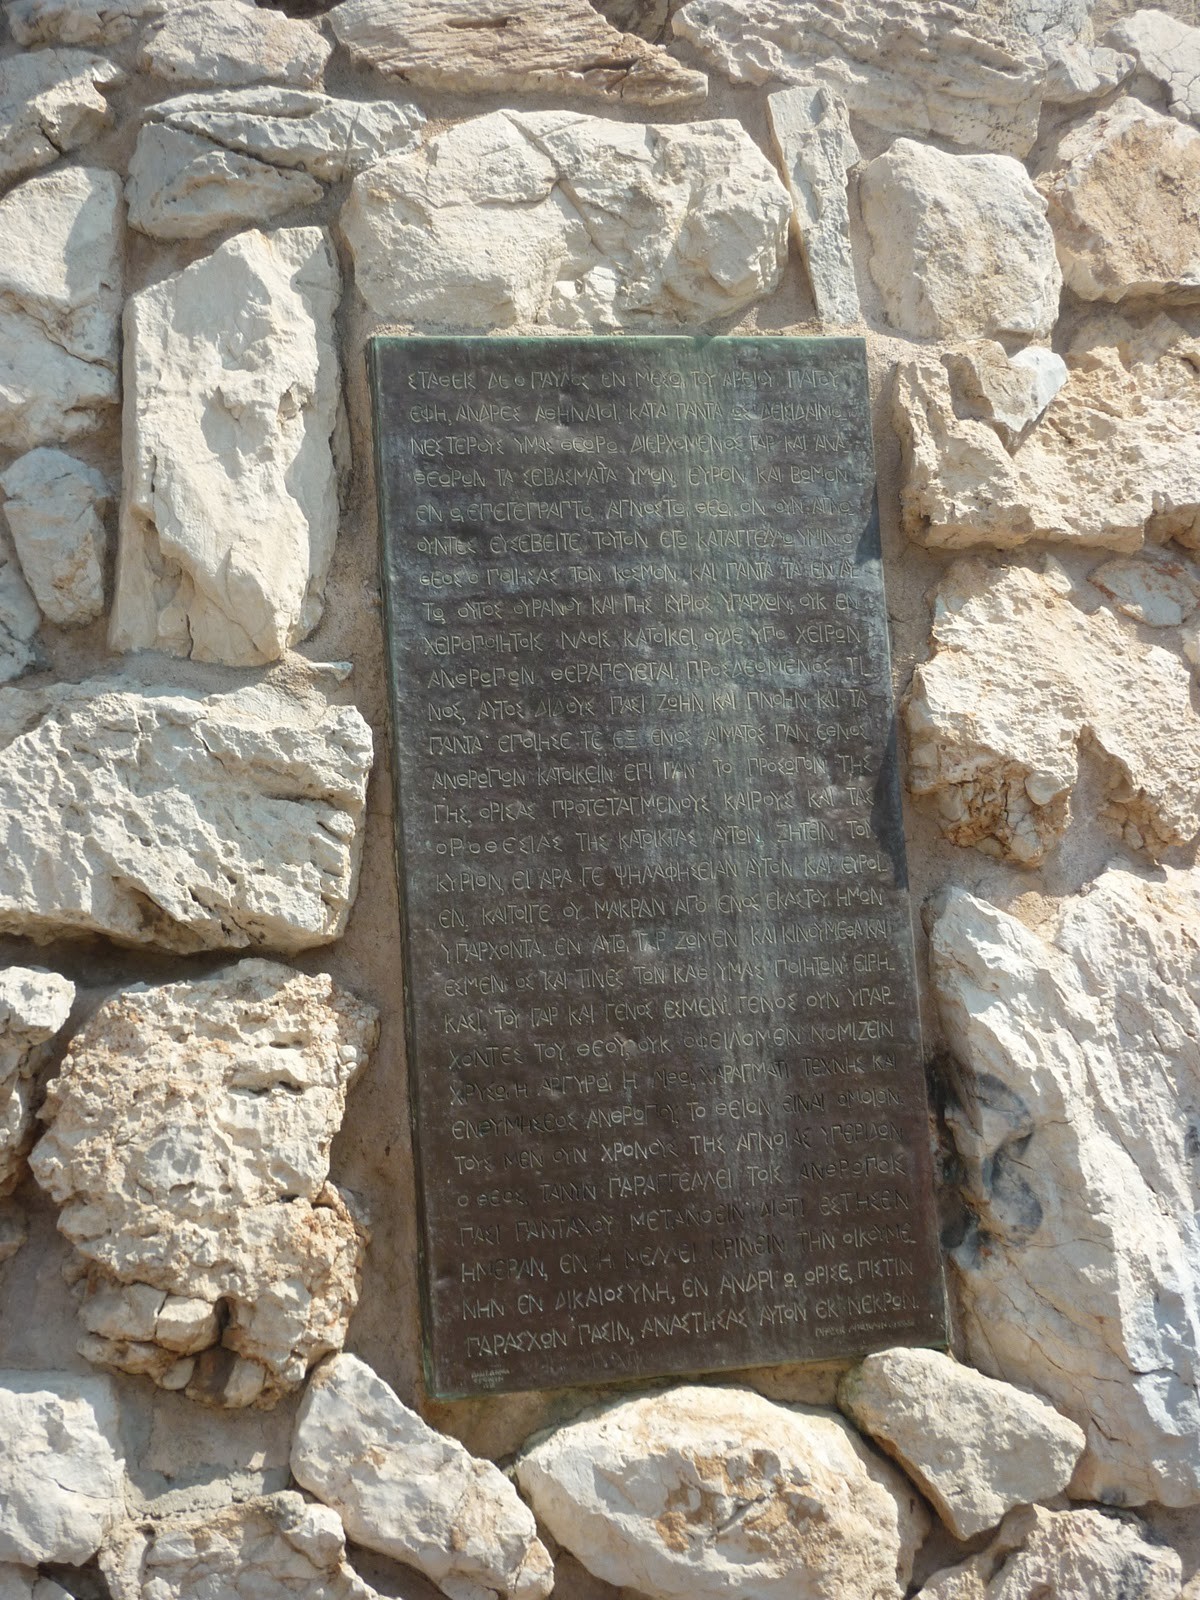 ΣΤΑΘΕΙΣ ΔΕ Ο ΠΑΥΛΟΣ ΕΝ ΜΕΣΩ ΤΟΥ ΑΡΕΙΟΥ ΠΑΓΟΥ
ΕΦΗ, ΑΝΔΡΕΣ ΑΘΗΝΑΙΟΙ, ΚΑΤΑ ΠΑΝΤΑ ΩΣ ΔΕΙΣΙΔΑΙΜΟ
ΝΕΣΤΕΡΟΥΣ ΥΜΑΣ ΘΕΩΡΩ. ΔΙΕΡΧΟΜΕΝΟΣ ΓΑΡ ΚΑΙ ΑΝΑ
ΘΕΩΡΩΝ ΤΑ ΣΕΒΑΣΜΑΤΑ ΥΜΩΝ, ΕΥΡΟΝ ΚΑΙ ΒΩΜΟΝ
ΕΝ Ω ΕΠΕΓΕΓΡΑΠΤΟ, ΑΓΝΩΣΤΩ ΘΕΩ. ΟΝ ΟΥΝ ΑΓΝΟ
ΟΥΝΤΕΣ ΕΥΣΕΒΕΙΤΕ, ΤΟΥΤΟΝ ΕΓΩ ΚΑΤΑΓΓΕΛΛΩ ΥΜΙΝ. Ο
ΘΕΟΣ Ο ΠΟΙΗΣΑΣ ΤΟΝ ΚΟΣΜΟΝ, ΚΑΙ ΠΑΝΤΑ ΤΑ ΕΝ ΑΥ
ΤΩ, ΟΥΤΟΣ ΟΥΡΑΝΟΥ ΚΑΙ ΓΗΣ ΚΥΡΙΟΣ ΥΠΑΡΧΩΝ, ΟΥΚ ΕΝ
ΧΕΙΡΟΠΟΙΗΤΟΙΣ ΝΑΟΙΣ ΚΑΤΟΙΚΕΙ, ΟΥΔΕ ΥΠΟ ΧΕΙΡΩΝ
ΑΝΘΡΩΠΩΝ ΘΕΡΑΠΕΥΕΤΑΙ, ΠΡΟΣΔΕΟΜΕΝΟΣ ΤΙ
ΝΟΣ, ΑΥΤΟΣ ΔΙΔΟΥΣ ΠΑΣΙ ΖΩΗΝ ΚΑΙ ΠΝΟΗΝ ΚΑΙ ΤΑ
ΠΑΝΤΑ ΕΠΟΙΗΣΕ ΤΕ ΕΞ ΕΝΟΣ ΑΙΜΑΤΟΣ ΠΑΝ ΕΘΝΟΣ
ΑΝΘΡΩΠΩΝ ΚΑΤΟΙΚΕΙΝ ΕΠΙ ΠΑΝ ΤΟ ΠΡΟΣΩΠΟΝ ΤΗΣ
ΓΗΣ, ΟΡΙΣΑΣ ΠΡΟΤΕΤΑΓΜΕΝΟΥΣ ΚΑΙΡΟΥΣ ΚΑΙ ΤΑΣ
ΟΡΟΘΕΣΙΑΣ ΤΗΣ ΚΑΤΟΙΚΙΑΣ ΑΥΤΩΝ, ΖΗΤΕΙΝ ΤΟΝ
ΚΥΡΙΟΝ, ΕΙ ΑΡΑ ΓΕ ΨΗΛΑΦΗΣΕΙΑΝ ΑΥΤΟΝ ΚΑΙ ΕΥΡΟΙ
ΕΝ, ΚΑΙΤΟΙΓΕ ΟΥ ΜΑΚΡΑΝ ΑΠΟ ΕΝΟΣ ΕΚΑΣΤΟΥ ΗΜΩΝ
ΥΠΑΡΧΟΝΤΑ. ΕΝ ΑΥΤΩ ΓΑΡ ΖΩΜΕΝ ΚΑΙ ΚΙΝΟΥΜΕΘΑ ΚΑΙ
ΕΣΜΕΝ, ΩΣ ΚΑΙ ΤΙΝΕΣ ΤΩΝ ΚΑΘ ΥΜΑΣ ΠΟΙΗΤΩΝ ΕΙΡΗ
ΚΑΣΙ, ΤΟΥ ΓΑΡ ΚΑΙ ΓΕΝΟΣ ΕΣΜΕΝ. ΓΕΝΟΣ ΟΥΝ ΥΠΑΡ
ΧΟΝΤΕΣ ΤΟΥ ΘΕΟΥ ΟΥΚ ΟΦΕΙΛΟΜΕΝ ΝΟΜΙΖΕΙΝ
ΧΡΥΣΩ, Η ΑΡΓΥΡΩ, Η ΛΙΘΩ, ΧΑΡΑΓΜΑΤΙ ΤΕΧΝΗΣ ΚΑΙ
ΕΝΘΥΜΗΣΕΩΣ ΑΝΘΡΩΠΟΥ, ΤΟ ΘΕΙΟΝ ΕΙΝΑΙ ΟΜΟΙΟΝ.
ΤΟΥΣ ΜΕΝ ΟΥΝ ΧΡΟΝΟΥΣ ΤΗΣ ΑΓΝΟΙΑΣ ΥΠΕΡΙΔΩΝ
Ο ΘΕΟΣ, ΤΑΝΥΝ ΠΑΡΑΓΓΕΛΛΕΙ ΤΟΙΣ ΑΝΘΡΩΠΟΙΣ
ΠΑΣΙ ΠΑΝΤΑΧΟΥ ΜΕΤΑΝΟΕΙΝ ΔΙΟΤΙ ΕΣΤΗΣΕΝ
ΗΜΕΡΑΝ, ΕΝ Η ΜΕΛΛΕΙ ΚΡΙΝΕΙΝ ΤΗΝ ΟΙΚΟΥΜΕ
ΝΗΝ ΕΝ ΔΙΚΑΙΟΣΥΝΗ, ΕΝ ΑΝΔΡΙ Ω ΩΡΙΣΕ, ΠΙΣΤΙΝ
ΠΑΡΑΣΧΩΝ ΠΑΣΙΝ, ΑΝΑΣΤΗΣΑΣ ΑΥΤΟΝ ΕΚ ΝΕΚΡΩΝ.